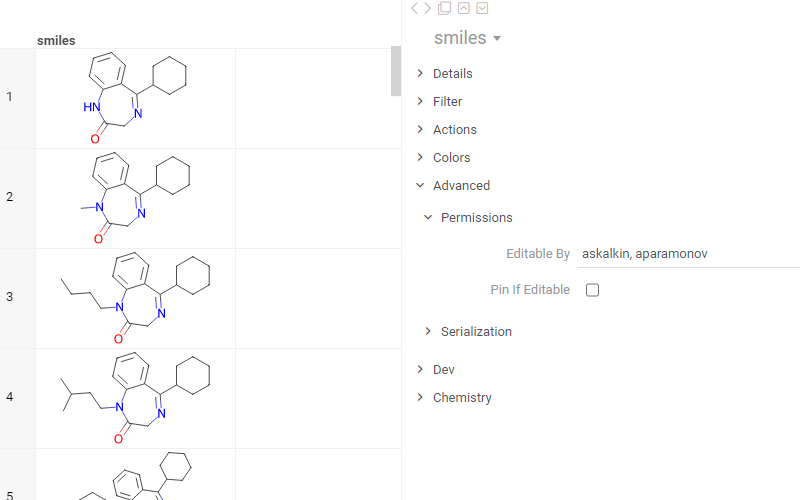 smiles
1
HN
N
O
2
N
N
O
3
N
N
O
4
N
N
O
5
smiles
Details
Filter
Actions
Colors
Advanced
Permissions
Editable By askalkin, aparamonov
Pin If Editable
Serialization
Dev
Chemistry